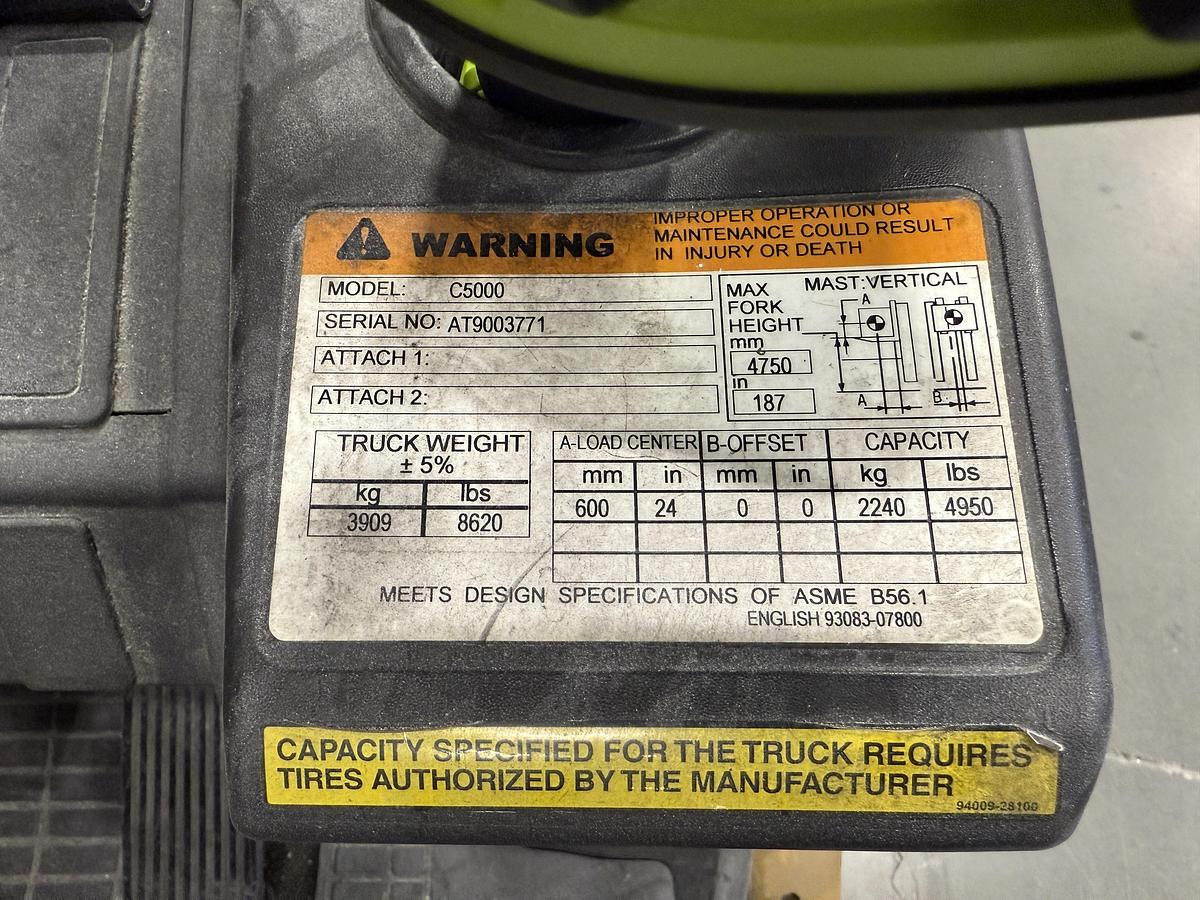 WARNING
IMPROPER OPERATION OR
MAINTENANCE COULD RESULT
IN INJURY OR DEATH
MODEL: C5000
SERIAL NO: AT9003771
ATTACH 1:
ATTACH 2:
MAX MAST:VERTICAL
FORK
HEIGHT
mm
4750
in
187
A
A
B
TRUCK WEIGHT
± 5%
kg lbs
3909 8620
A-LOAD CENTER B-OFFSET CAPACITY
mm in mm in kg lbs
600 24 0 0 2240 4950
MEETS DESIGN SPECIFICATIONS OF ASME B56.1
ENGLISH 93083-07800
CAPACITY SPECIFIED FOR THE TRUCK REQUIRES
TIRES AUTHORIZED BY THE MANUFACTURER
94009-28100